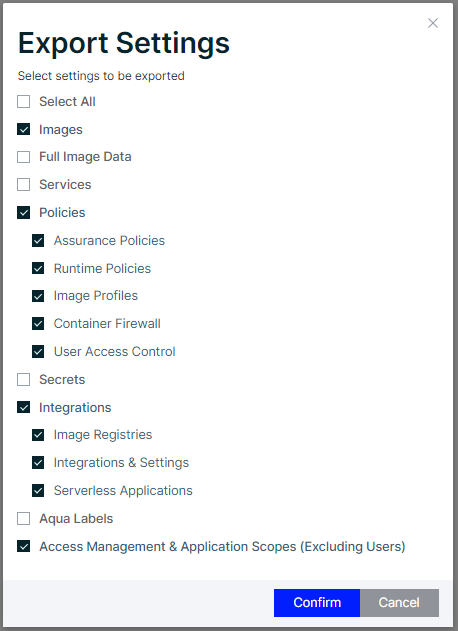 Export Settings
Select settings to be exported
Select All
Images
Full Image Data
Services
Policies
Assurance Policies
Runtime Policies
Image Profiles
Container Firewall
User Access Control
Secrets
Integrations
Image Registries
Integrations & Settings
Serverless Applications
Aqua Labels
Access Management & Application Scopes (Excluding Users)
Confirm
Cancel